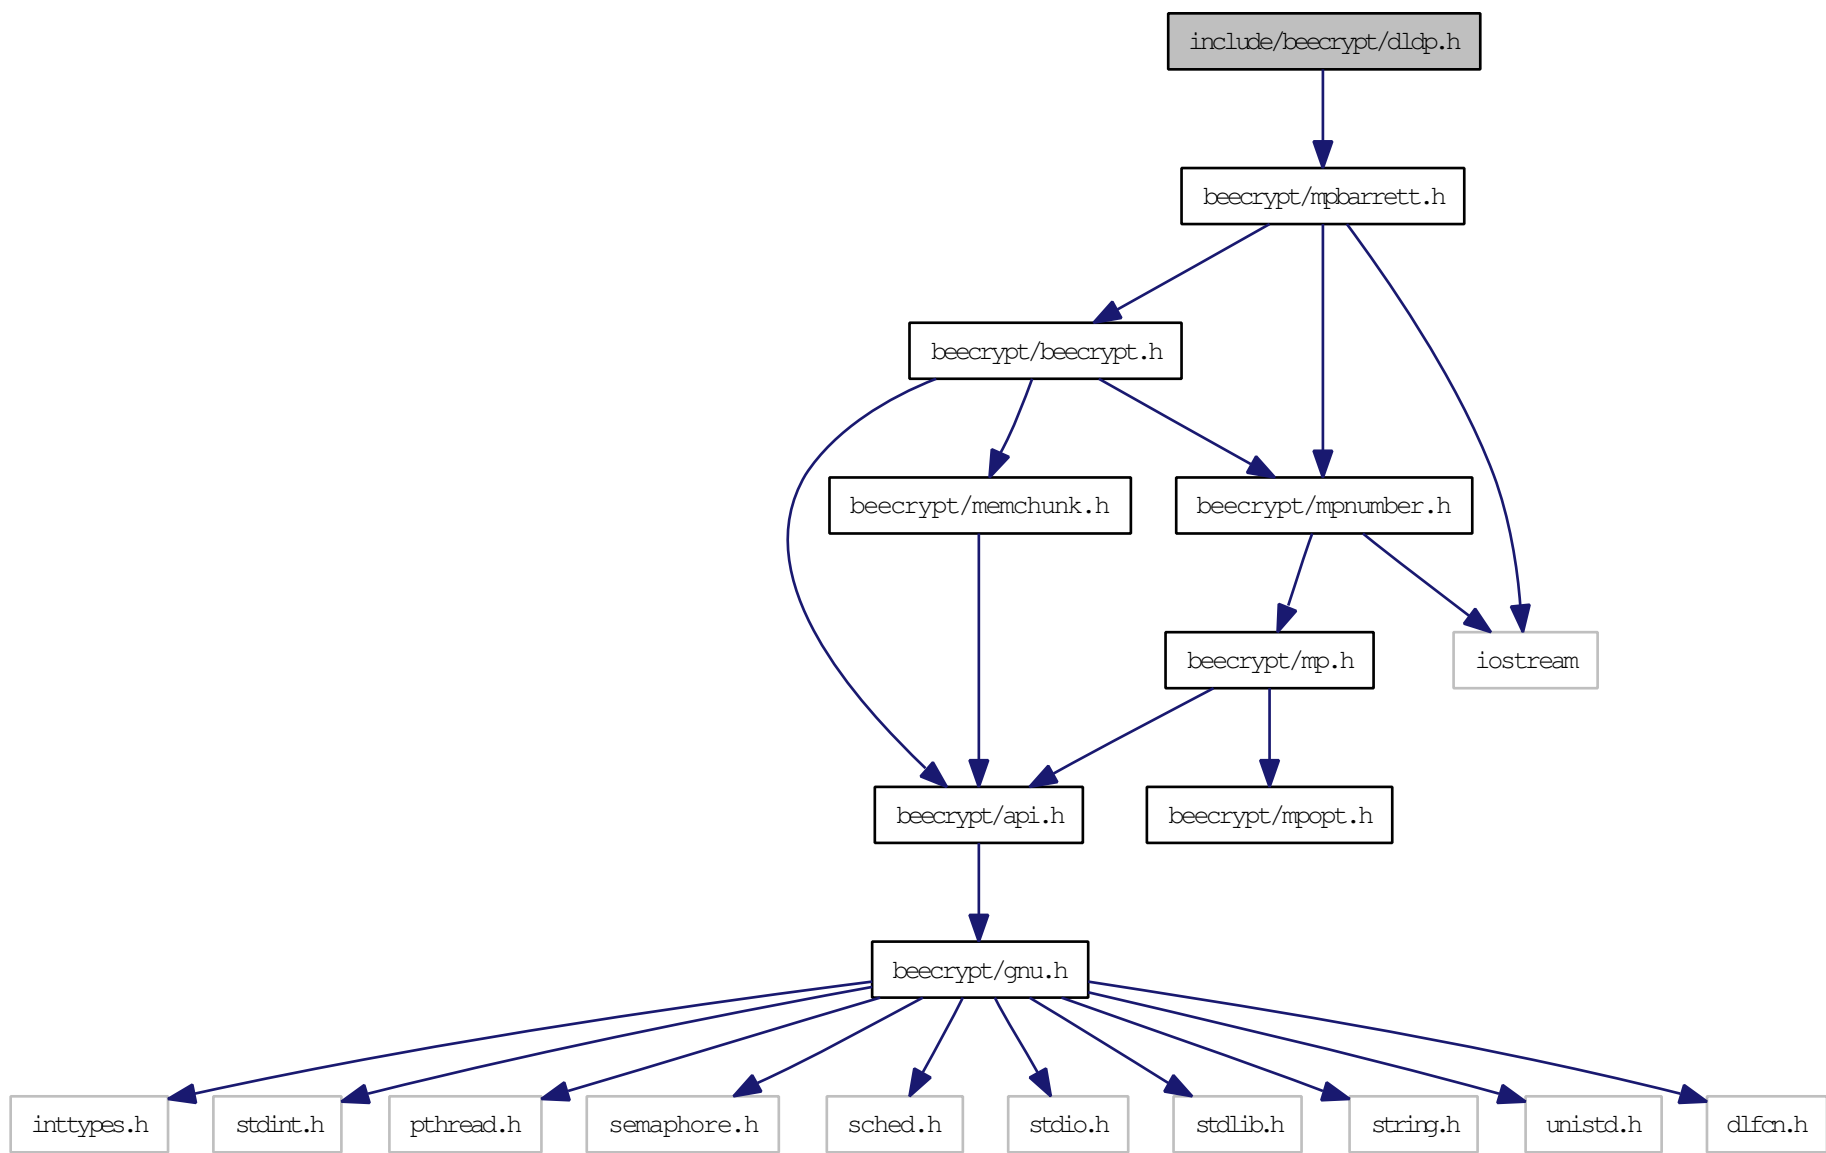 include/beecrypt/dldp.h
beecrypt/mpbarrett.h
beecrypt/beecrypt.h
beecrypt/memchunk.h
beecrypt/mpnumber.h
beecrypt/mp.h
iostream
beecrypt/api.h
beecrypt/mpopt.h
beecrypt/gnu.h
inttypes.h
stdint.h
pthread.h
semaphore.h
sched.h
stdio.h
stdlib.h
string.h
unistd.h
dlfcn.h